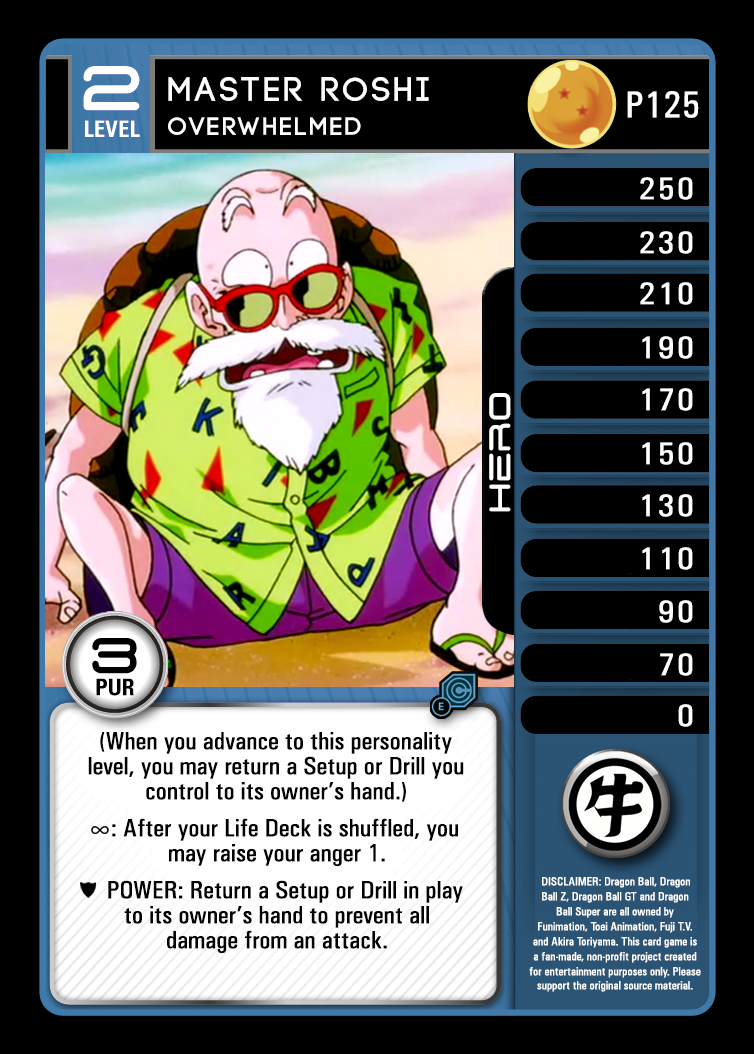 2
LEVEL
MASTER ROSHI
OVERWHELMED
P125
250
230
210
190
170
150
130
110
90
70
0
HERO
G
K
K
B
A
R
P
3
PUR
E
(When you advance to this personality
level, you may return a Setup or Drill you
control to its owner's hand.)
∞: After your Life Deck is shuffled, you
may raise your anger 1.
POWER: Return a Setup or Drill in play
to its owner's hand to prevent all
damage from an attack.
牛
DISCLAIMER: Dragon Ball, Dragon
Ball Z, Dragon Ball GT and Dragon
Ball Super are all owned by
Funimation, Toei Animation, Fuji T.V.
and Akira Toriyama. This card game is
a fan-made, non-profit project created
for entertainment purposes only. Please
support the original source material.